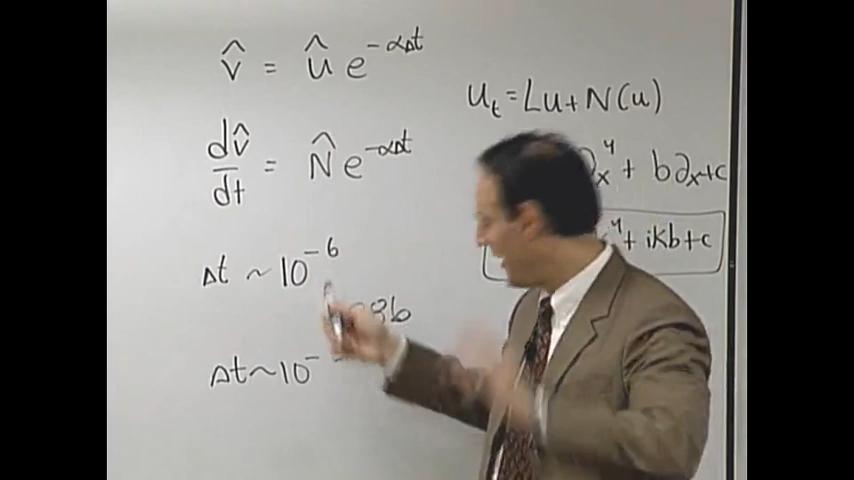 v̂ = û e^{-αΔt}
dv̂/dt = N̂ e^{-αΔt}
Δt ~ 10^{-6}
Δt ~ 10^{-
u_t = Lu + N(u)
∂_x^4 + b∂_x + c
^4 + ikb + c